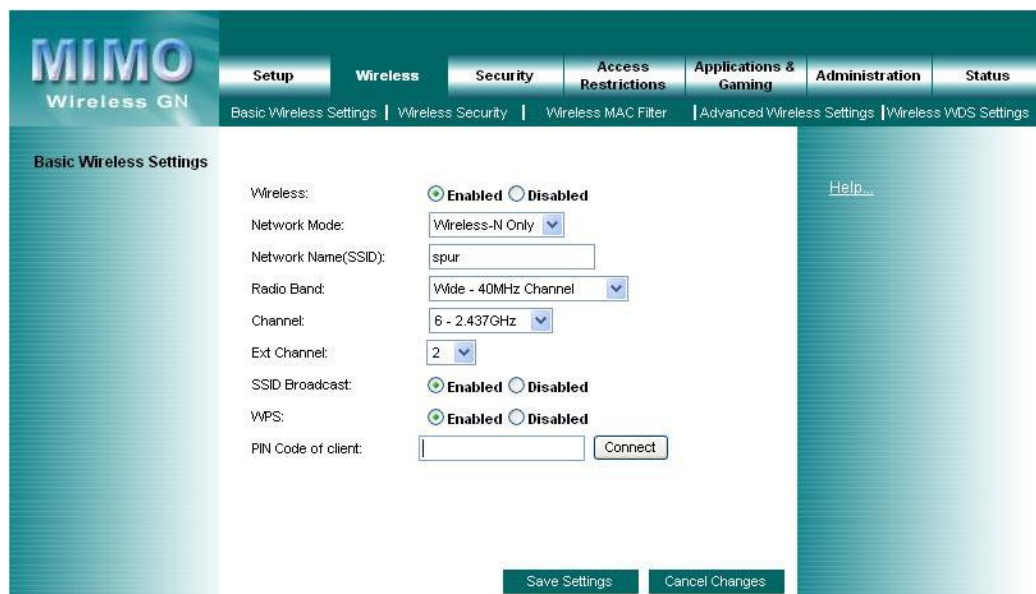 MIMO
Wireless GN
Setup
Wireless
Security
Access
Restrictions
Applications &
Gaming
Administration
Status
Basic Wireless Settings | Wireless Security | Wireless MAC Filter | Advanced Wireless Settings | Wireless WDS Settings
Basic Wireless Settings
Help...
Wireless: Enabled Disabled
Network Mode: Wireless-N Only
Network Name(SSID): spur
Radio Band: Wide - 40MHz Channel
Channel: 6 - 2.437GHz
Ext Channel: 2
SSID Broadcast: Enabled Disabled
WPS: Enabled Disabled
PIN Code of client: Connect
Save Settings Cancel Changes